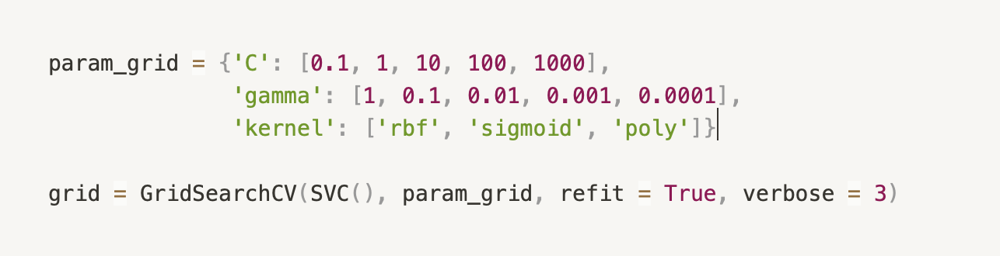 param_grid = {'C': [0.1, 1, 10, 100, 1000],
'gamma': [1, 0.1, 0.01, 0.001, 0.0001],
'kernel': ['rbf', 'sigmoid', 'poly']}
grid = GridSearchCV(SVC(), param_grid, refit = True, verbose = 3)